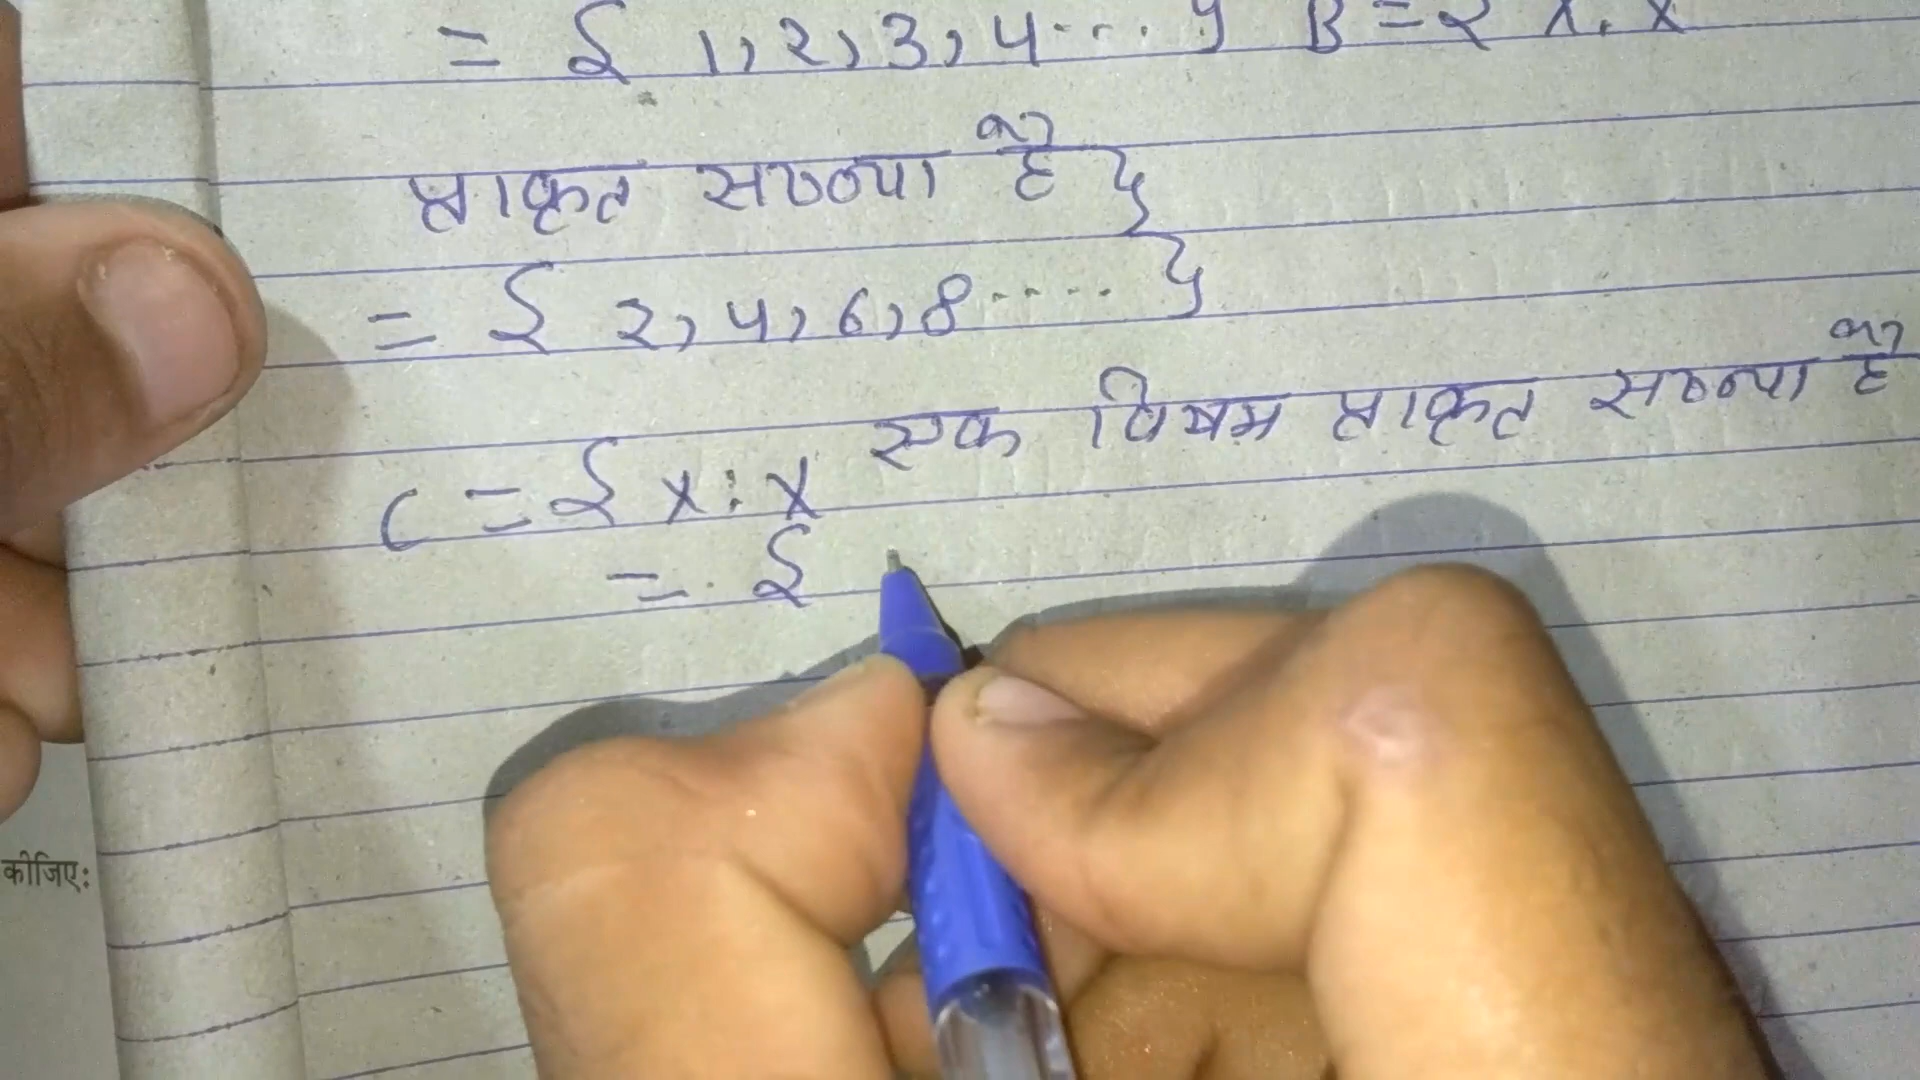 = { 1, 2, 3, 4 .... } B = { x : x
प्राकृत संख्या है }
= { 2, 4, 6, 8 ..... }
C = { x : x एक विषम प्राकृत संख्या है
= {
कीजिए: